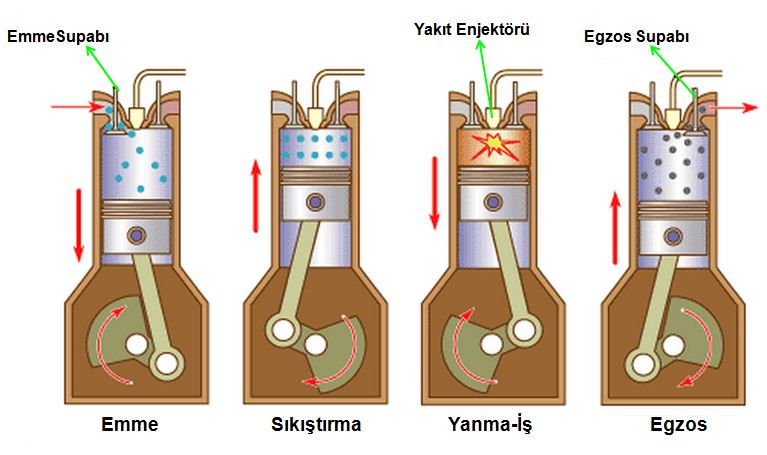 EmmeSupabı
Yakıt Enjektörü
Egzos Supabı
Emme
Sıkıştırma
Yanma-İş
Egzos